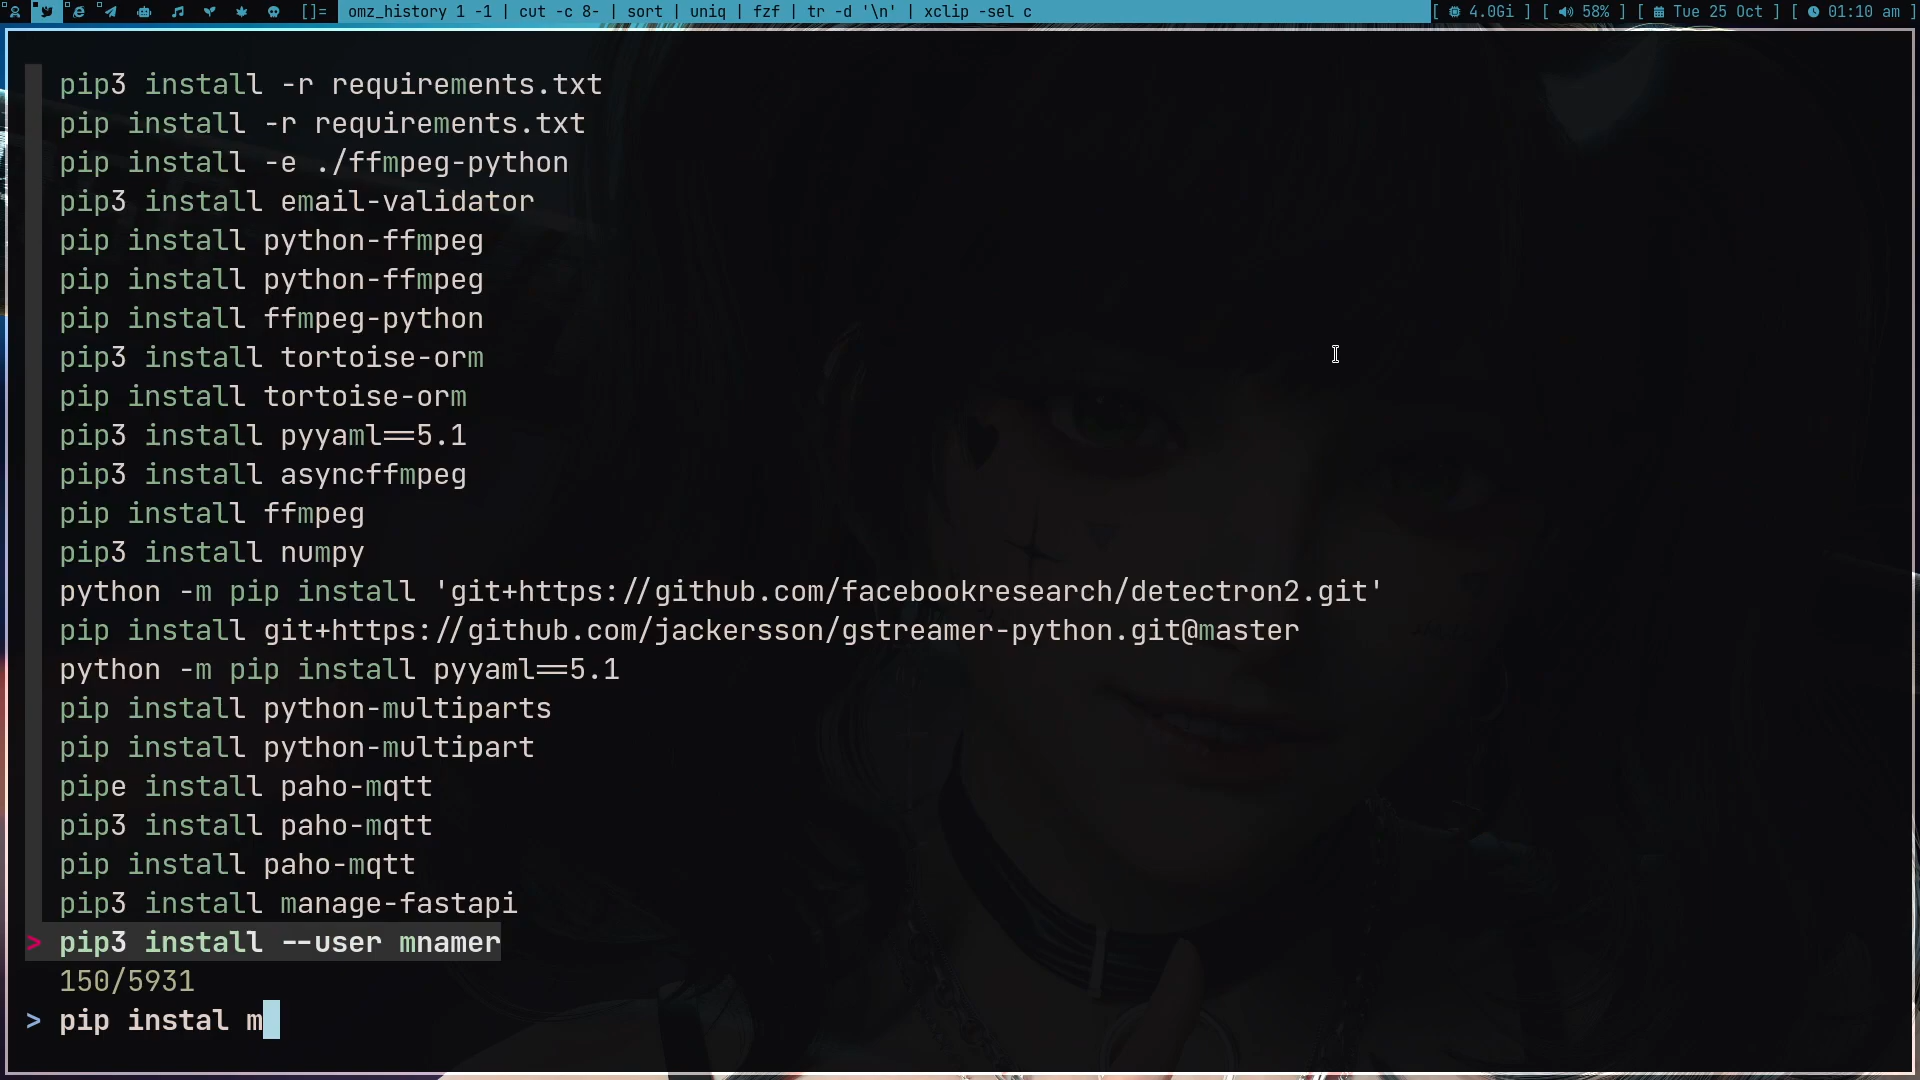 []= omz_history 1 -1 | cut -c 8- | sort | uniq | fzf | tr -d '\n' | xclip -sel c [ 4.0Gi ] [ 58% ] [ Tue 25 Oct ] [ 01:10 am ]
pip3 install -r requirements.txt
pip install -r requirements.txt
pip install -e ./ffmpeg-python
pip3 install email-validator
pip install python-ffmpeg
pip install python-ffmpeg
pip install ffmpeg-python
pip3 install tortoise-orm
pip install tortoise-orm
pip3 install pyyaml==5.1
pip3 install asyncffmpeg
pip install ffmpeg
pip3 install numpy
python -m pip install 'git+https://github.com/facebookresearch/detectron2.git'
pip install git+https://github.com/jackersson/gstreamer-python.git@master
python -m pip install pyyaml==5.1
pip install python-multiparts
pip install python-multipart
pipe install paho-mqtt
pip3 install paho-mqtt
pip install paho-mqtt
pip3 install manage-fastapi
> pip3 install --user mnamer
150/5931
> pip instal m